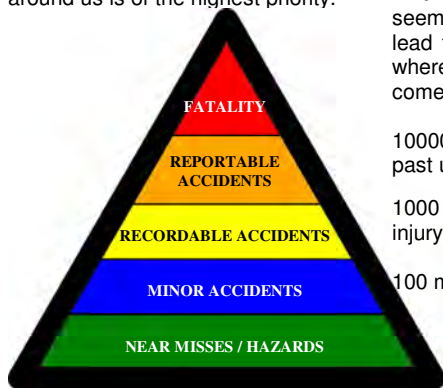 around us is of the highest priority.
FATALITY
REPORTABLE
ACCIDENTS
RECORDABLE ACCIDENTS
MINOR ACCIDENTS
NEAR MISSES / HAZARDS
seem
lead
where
come
10000
past u
1000
injury
100 m